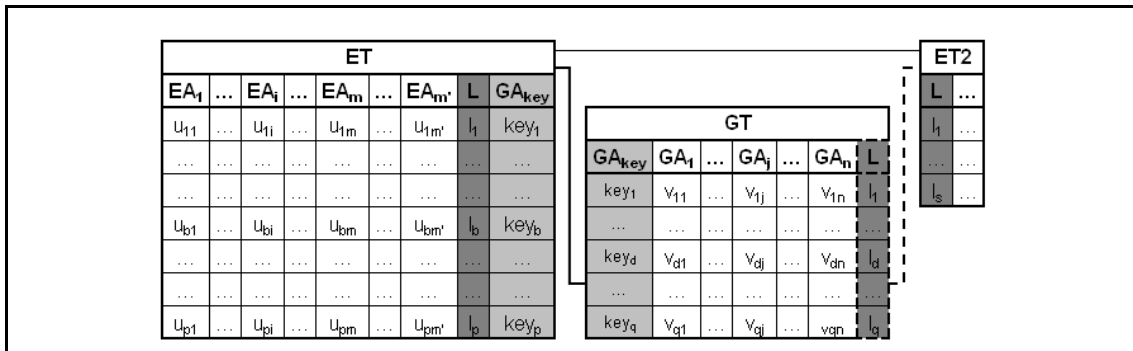 ET
EA1 ... EAi ... EAm ... EAm' L GAkey
u11 ... u1i ... u1m ... u1m' l1 key1
... ... ... ... ... ... ... ... ...
... ... ... ... ... ... ... ... ...
ub1 ... ubi ... ubm ... ubm' lb keyb
... ... ... ... ... ... ... ... ...
... ... ... ... ... ... ... ... ...
up1 ... upi ... upm ... upm' lp keyp
GT
GAkey GA1 ... GAj ... GAn L
key1 v11 ... v1j ... v1n l1
... ... ... ... ... ... ...
keyd vd1 ... vdj ... vdn ld
... ... ... ... ... ... ...
keyq vq1 ... vqj ... vqn lq
ET2
L ...
l1 ...
... ...
ls ...